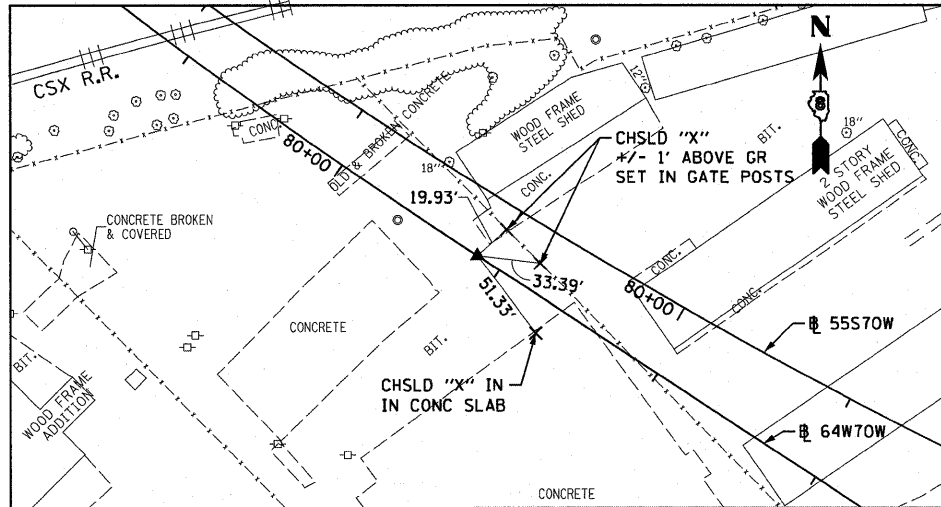 N
8
CSX R.R.
CONC.
80+00
OLD & BROKEN CONCRETE
18"
19.93'
WOOD FRAME
STEEL SHED
12"
CONC.
CHSLD "X"
+/- 1' ABOVE GR
SET IN GATE POSTS
BIT.
18"
CONC.
2 STORY
WOOD FRAME
STEEL SHED
CONCRETE BROKEN
& COVERED
51.33'
33.39'
80+00
CONC.
CONC.
CONCRETE
BIT.
BIT.
WOOD FRAME
ADDITION
CHSLD "X" IN
IN CONC SLAB
BL 55S70W
BL 64W70W
CONCRETE